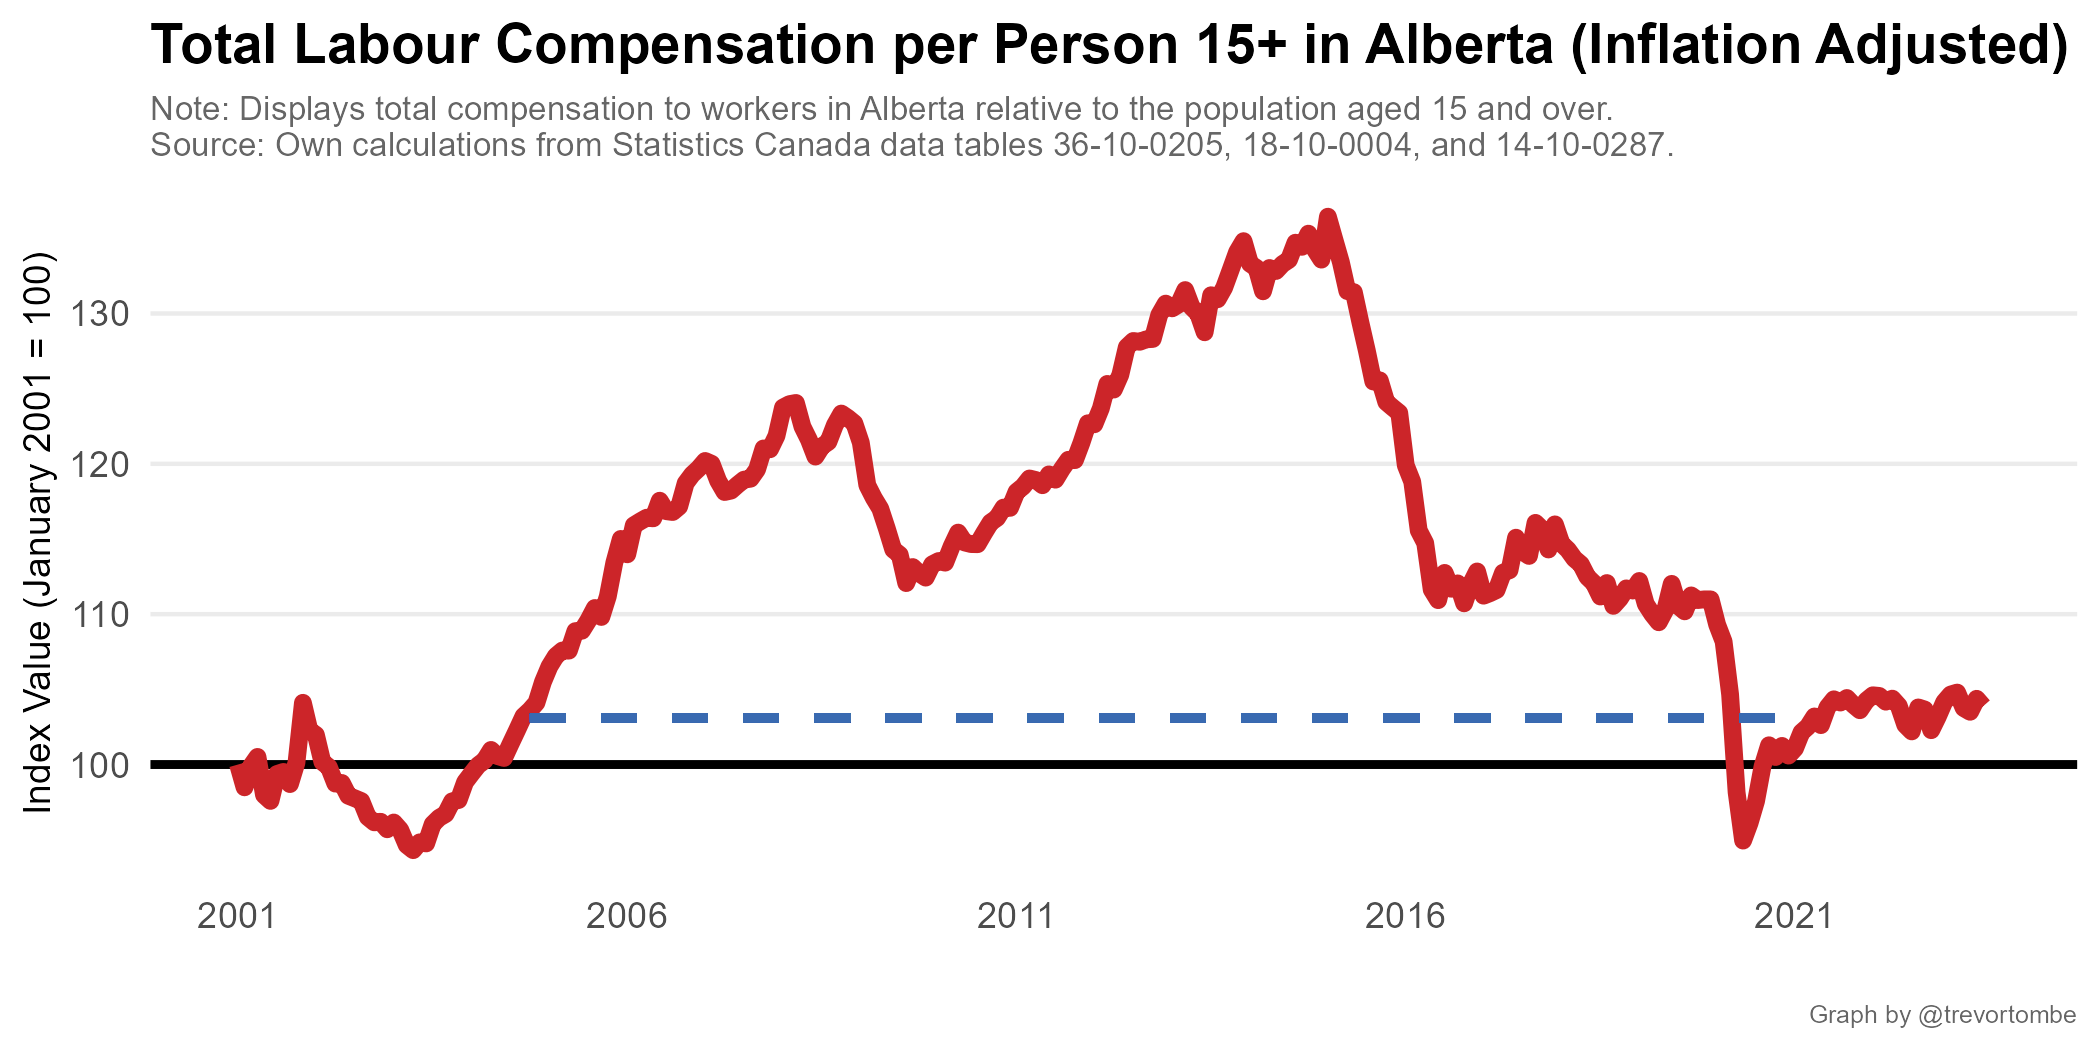 Total Labour Compensation per Person 15+ in Alberta (Inflation Adjusted)
Note: Displays total compensation to workers in Alberta relative to the population aged 15 and over.
Source: Own calculations from Statistics Canada data tables 36-10-0205, 18-10-0004, and 14-10-0287.
Index Value (January 2001 = 100)
130
120
110
100
2001
2006
2011
2016
2021
Graph by @trevortombe